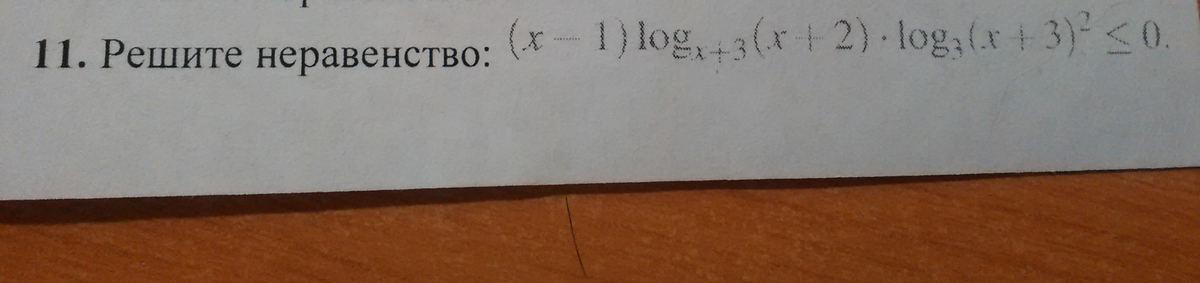 11. Решите неравенство: (x − 1) log_{x+3}(x + 2) · log_3(x + 3)^2 ≤ 0.